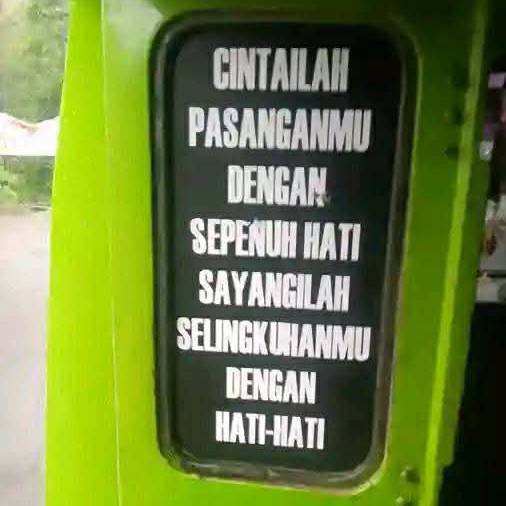 CINTAILAH
PASANGANMU
DENGAN
SEPENUH HATI
SAYANGILAH
SELINGKUHANMU
DENGAN
HATI-HATI